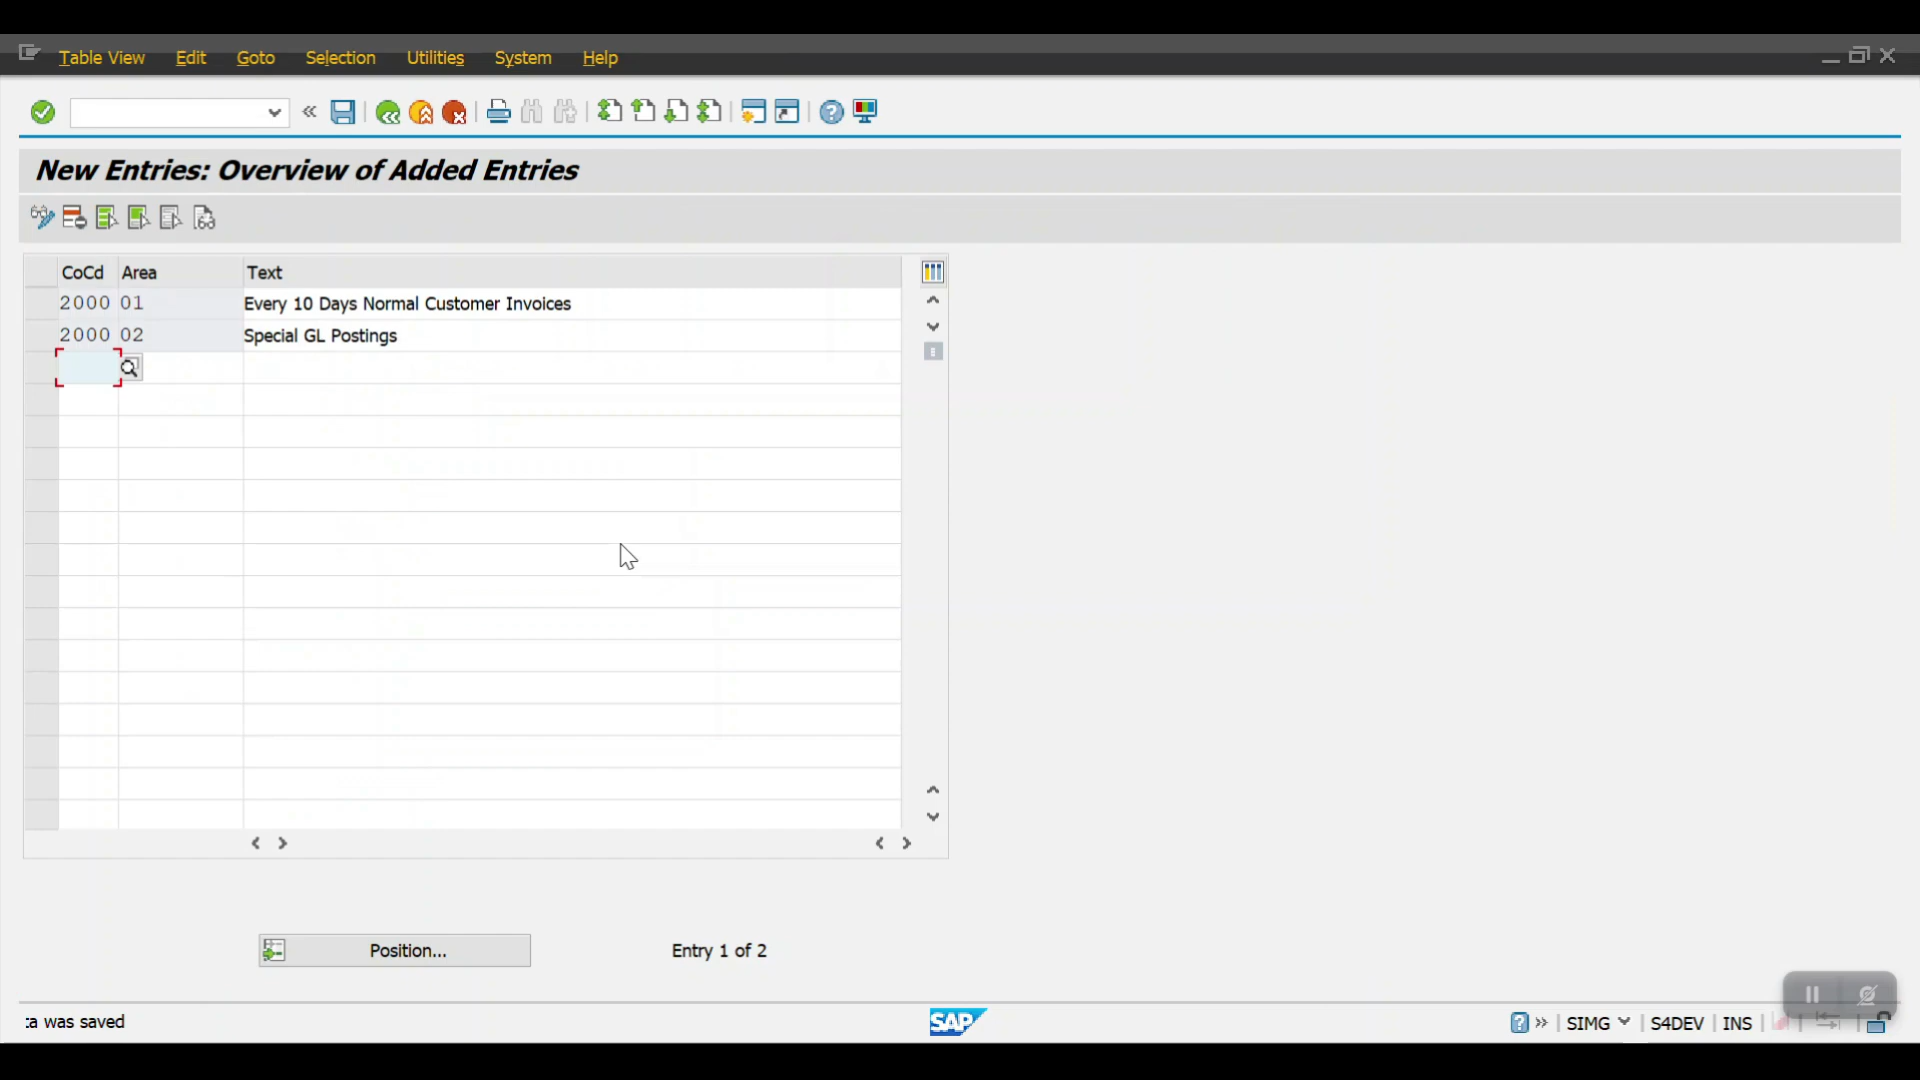 Table View Edit Goto Selection Utilities System Help
New Entries: Overview of Added Entries
CoCd Area Text
2000 01 Every 10 Days Normal Customer Invoices
2000 02 Special GL Postings
Position... Entry 1 of 2
ta was saved SAP SIMG S4DEV INS